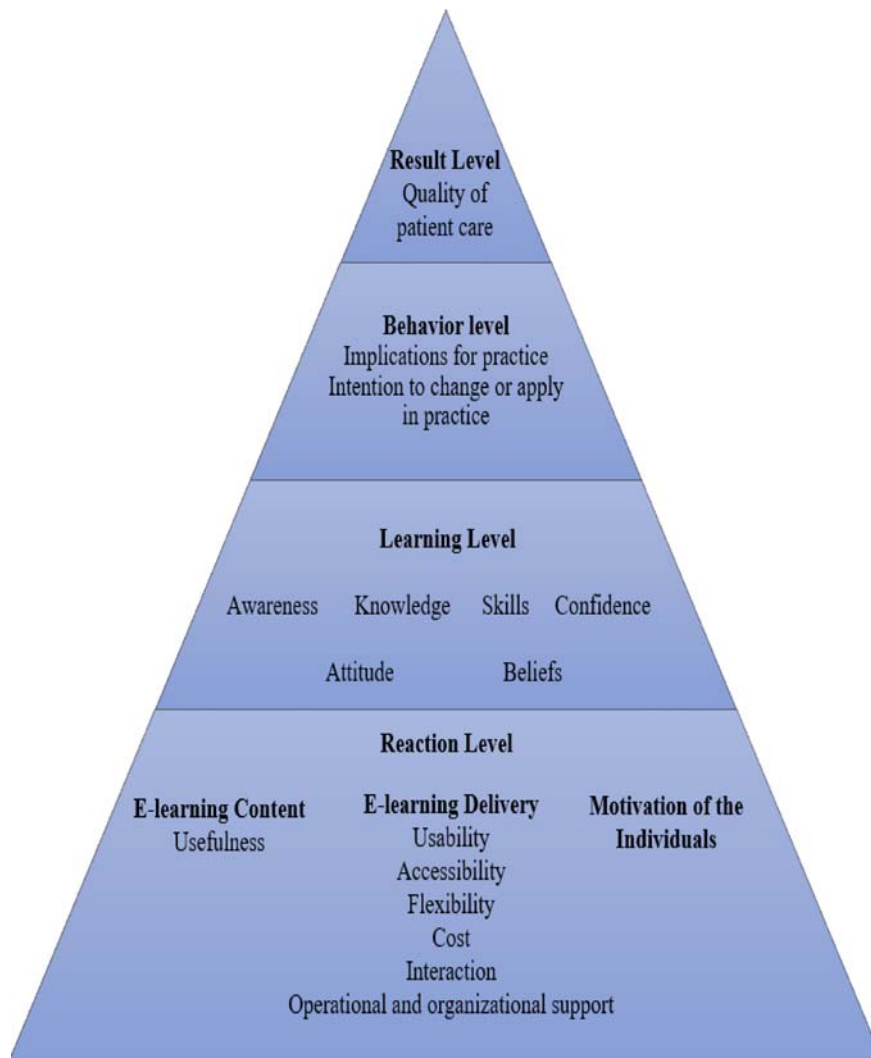 Result Level
Quality of
patient care
Behavior level
Implications for practice
Intention to change or apply
in practice
Learning Level
Awareness Knowledge Skills Confidence
Attitude Beliefs
Reaction Level
E-learning Content
Usefulness
E-learning Delivery
Usability
Accessibility
Flexibility
Cost
Interaction
Operational and organizational support
Motivation of the
Individuals